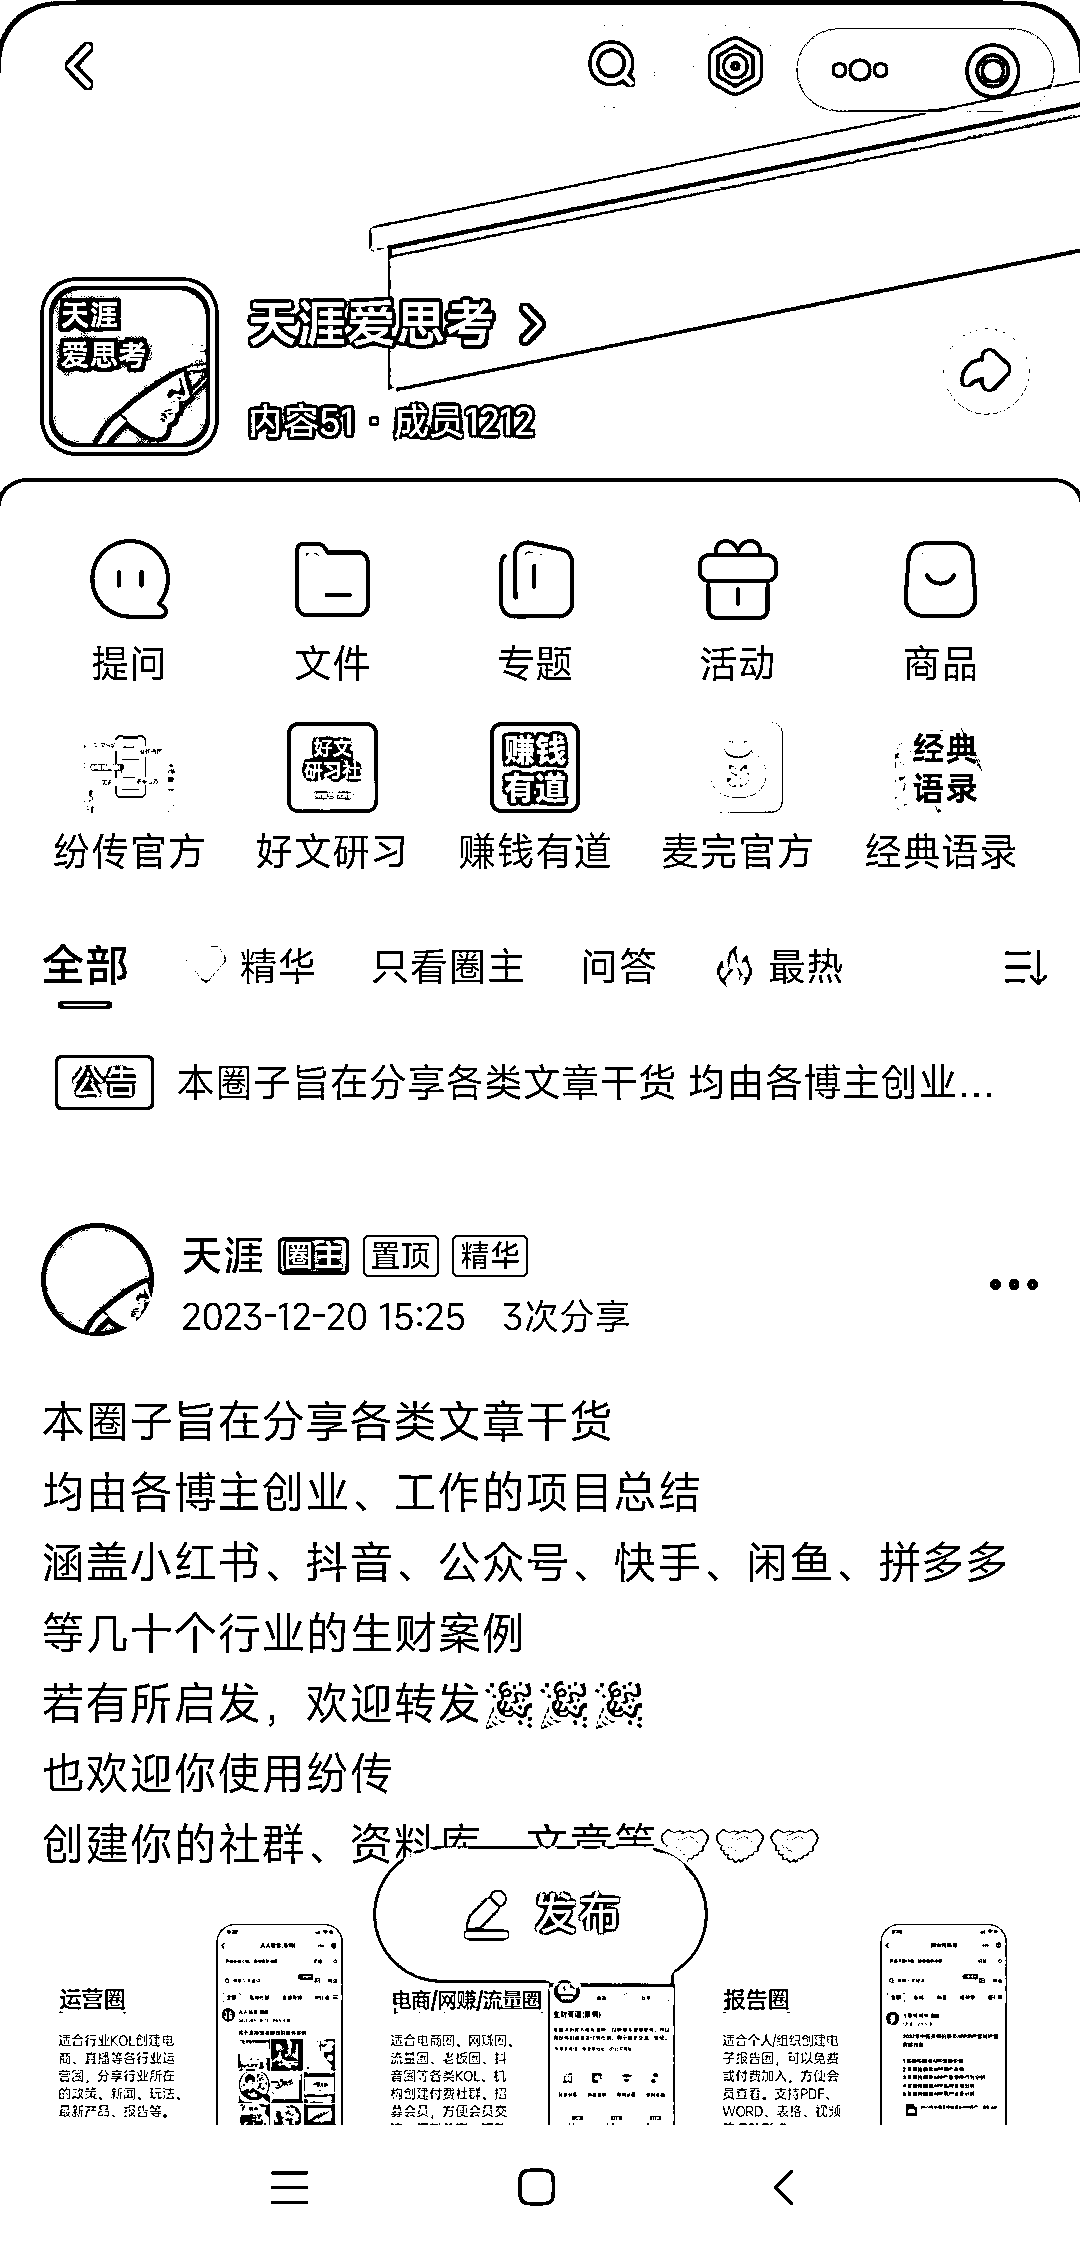 天涯
爱思考
天涯爱思考
内容51 · 成员1212
提问 文件 专题 活动 商品
好文
研习社
赚钱
有道
经典
语录
纷传官方 好文研习 赚钱有道 麦完官方 经典语录
全部 精华 只看圈主 问答 最热
公告 本圈子旨在分享各类文章干货 均由各博主创业...
天涯 圈主 置顶 精华
2023-12-20 15:25 3次分享
本圈子旨在分享各类文章干货
均由各博主创业、工作的项目总结
涵盖小红书、抖音、公众号、快手、闲鱼、拼多多
等几十个行业的生财案例
若有所启发，欢迎转发🎉🎉🎉
也欢迎你使用纷传
创建你的社群、资料库、文章等
发布
运营圈
适合行业KOL创建电
商、直播等各行业运
营圈，分享行业所在
的政策、新闻、玩法、
最新产品、报告等。
电商/网赚/流量圈
适合电商圈、网赚圈、
流量圈、老板圈、抖
音圈等各类KOL、机
构创建付费社群、招
募会员，方便会员交
报告圈
适合个人/组织创建电
子报告圈，可以免费
或付费加入，方便会
员查看。支持PDF、
WORD、表格、视频